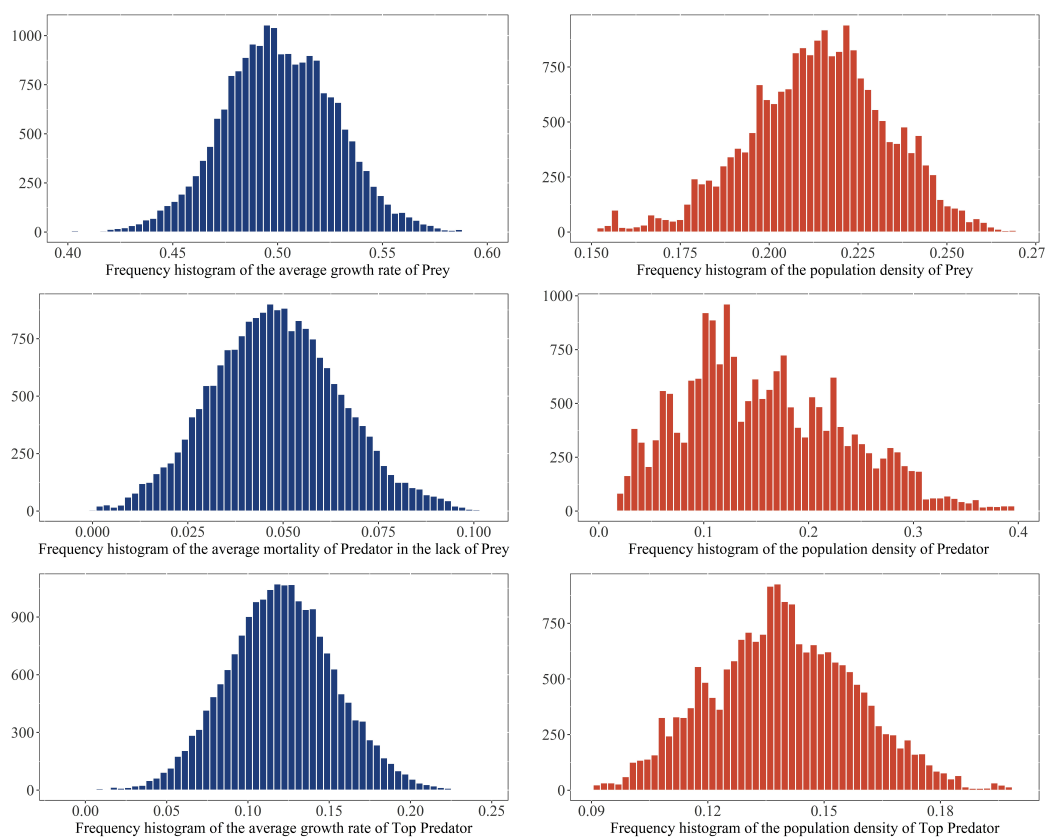 1000
750
500
250
0
0.40 0.45 0.50 0.55 0.60
Frequency histogram of the average growth rate of Prey
750
500
250
0
0.150 0.175 0.200 0.225 0.250 0.27
Frequency histogram of the population density of Prey
750
500
250
0
0.000 0.025 0.050 0.075 0.100
Frequency histogram of the average mortality of Predator in the lack of Prey
1000
750
500
250
0
0.0 0.1 0.2 0.3 0.4
Frequency histogram of the population density of Predator
900
600
300
0
0.00 0.05 0.10 0.15 0.20 0.25
Frequency histogram of the average growth rate of Top Predator
750
500
250
0
0.09 0.12 0.15 0.18
Frequency histogram of the population density of Top Predator